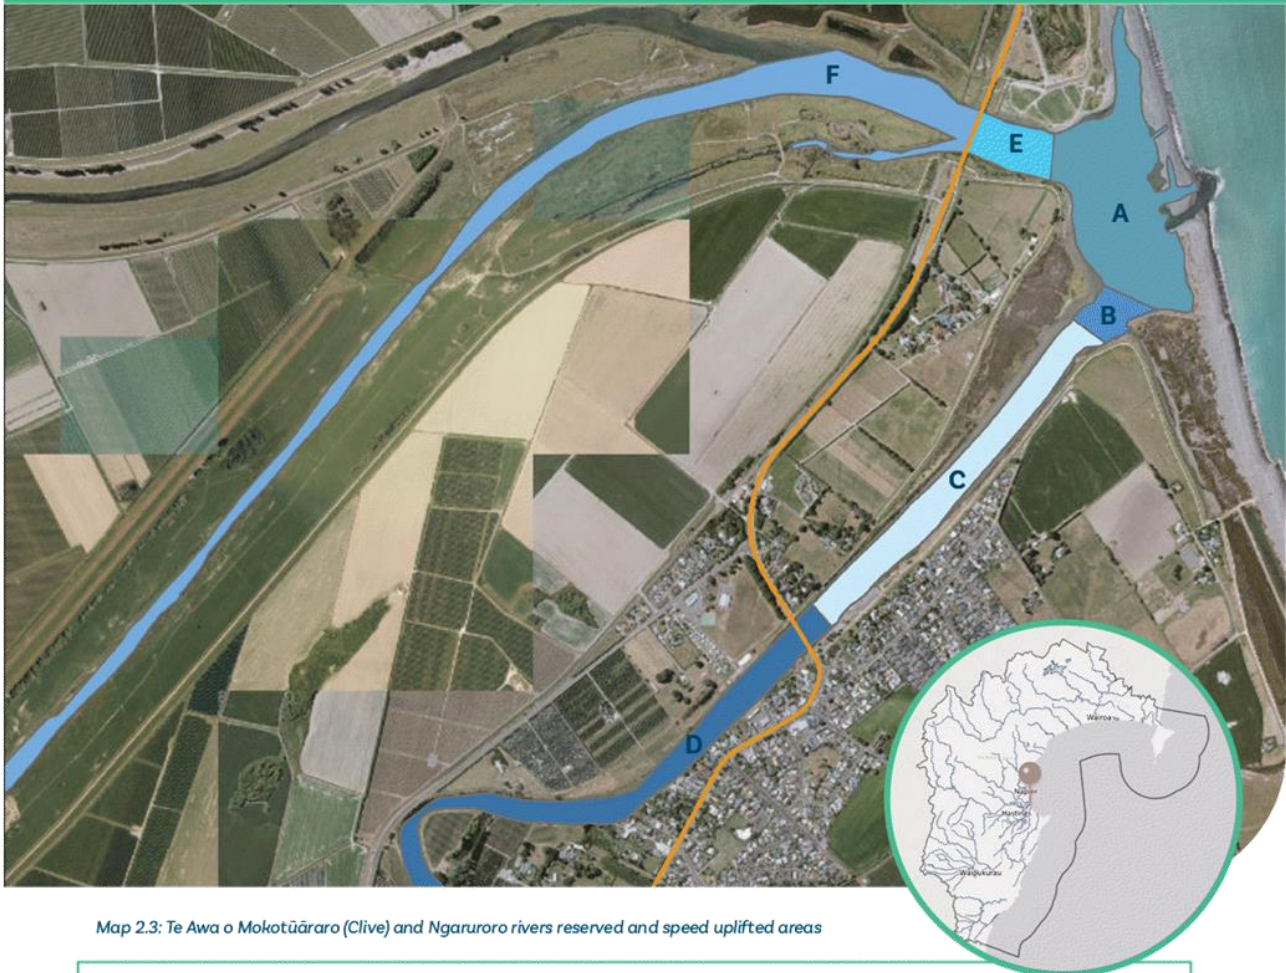 F
E
A
B
C
D
Wairoa
Napier
Hastings
Waipukurau
Map 2.3: Te Awa o Mokotūāraro (Clive) and Ngaruroro rivers reserved and speed uplifted areas